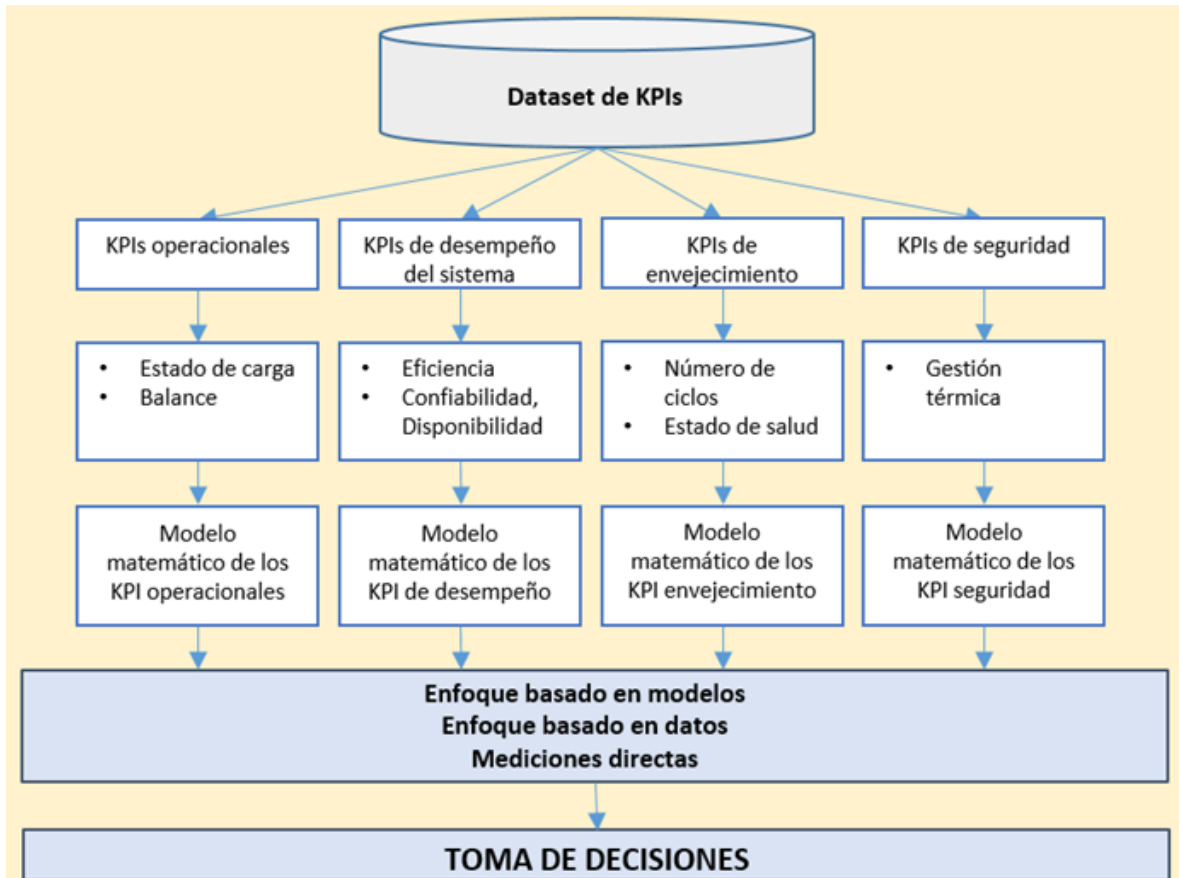 Dataset de KPIs
KPIs operacionales
KPIs de desempeño
del sistema
KPIs de
envejecimiento
KPIs de seguridad
• Estado de carga
• Balance
• Eficiencia
• Confiabilidad,
Disponibilidad
• Número de
ciclos
• Estado de salud
• Gestión
térmica
Modelo
matemático de los
KPI operacionales
Modelo
matemático de los
KPI de desempeño
Modelo
matemático de los
KPI envejecimiento
Modelo
matemático de los
KPI seguridad
Enfoque basado en modelos
Enfoque basado en datos
Mediciones directas
TOMA DE DECISIONES